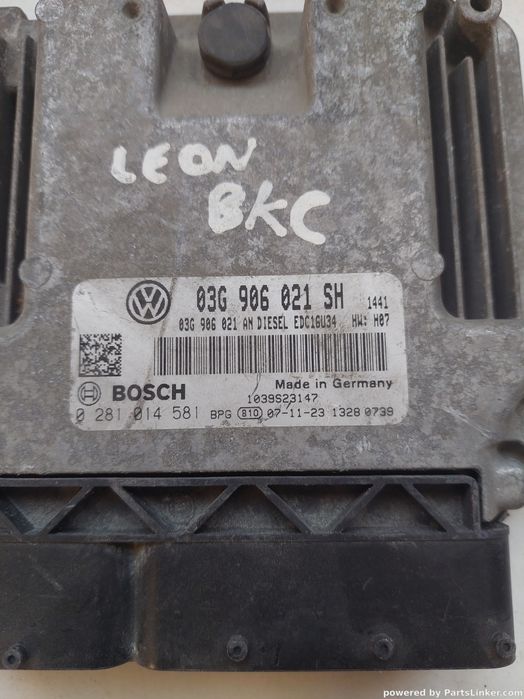 LEON
BKC
03G 906 021 SH 1441
03G 906 021 AN DIESEL EDC16U34 HW: H07
BOSCH Made in Germany
1039S23147
0 281 014 581 BPG 810 07-11-23 1328 0739
powered by PartsLinker.com